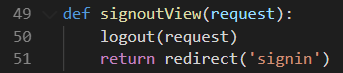 49 def signoutView(request):
50     logout(request)
51     return redirect('signin')